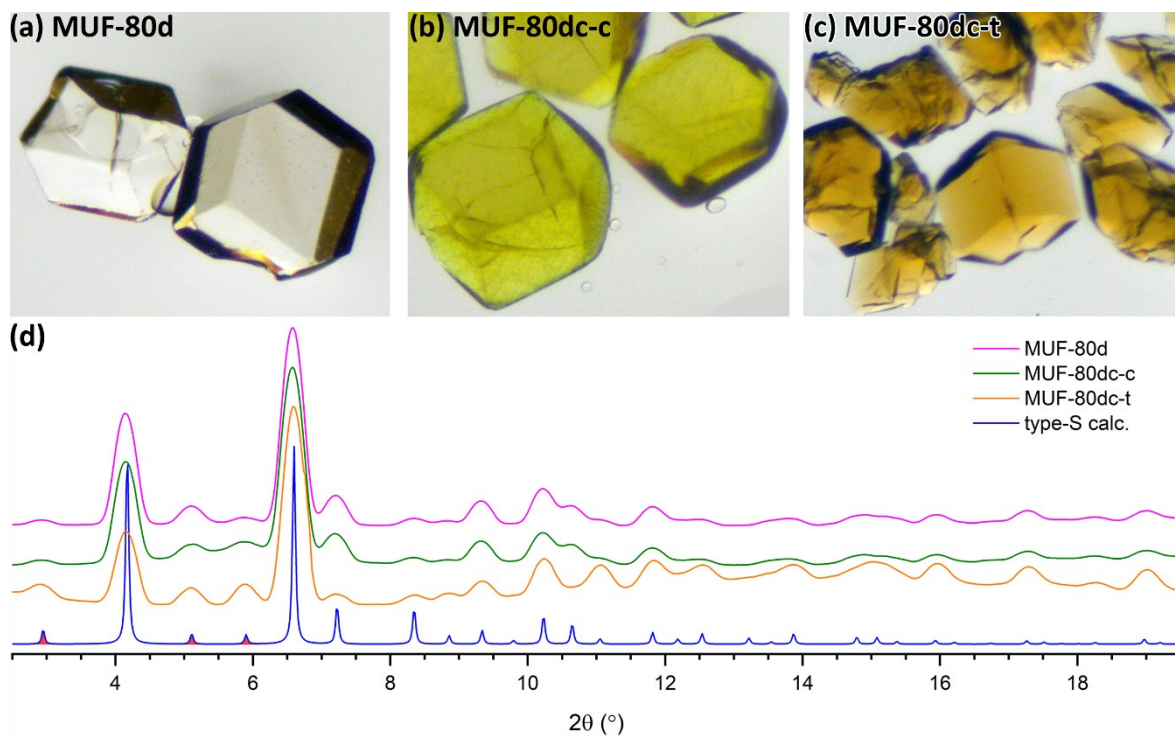 (a) MUF-80d
(b) MUF-80dc-c
(c) MUF-80dc-t
(d)
MUF-80d
MUF-80dc-c
MUF-80dc-t
type-S calc.
4 6 8 10 12 14 16 18
2θ (°)